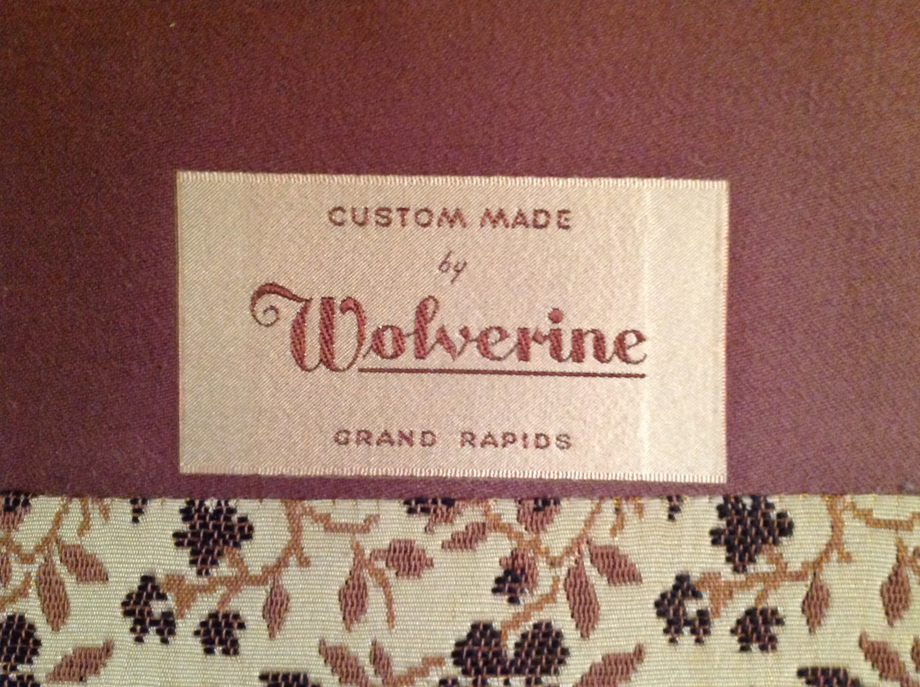 CUSTOM MADE
by
Wolverine
GRAND RAPIDS